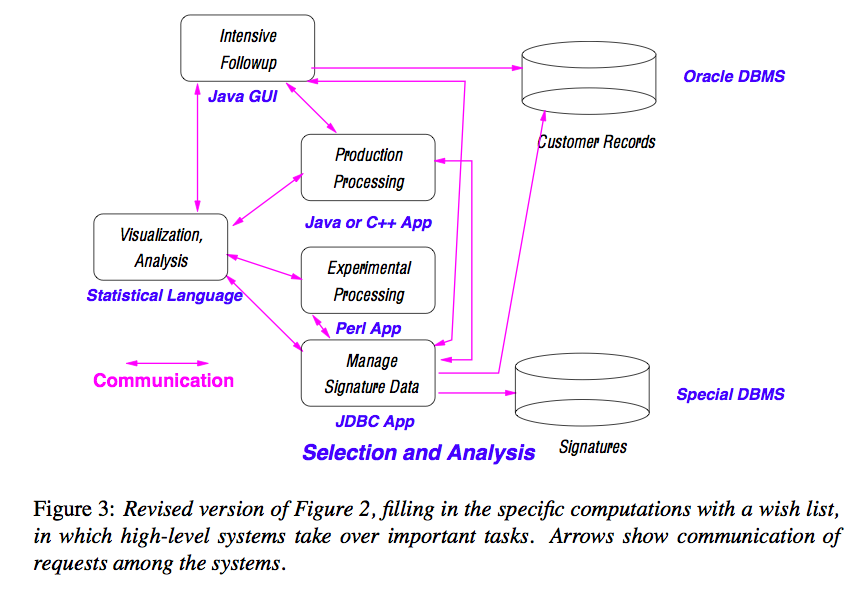 Intensive
Followup
Java GUI
Oracle DBMS
Customer Records
Production
Processing
Java or C++ App
Visualization,
Analysis
Statistical Language
Experimental
Processing
Perl App
Communication
Manage
Signature Data
JDBC App
Special DBMS
Signatures
Selection and Analysis
Figure 3: Revised version of Figure 2, filling in the specific computations with a wish list,
in which high-level systems take over important tasks. Arrows show communication of
requests among the systems.